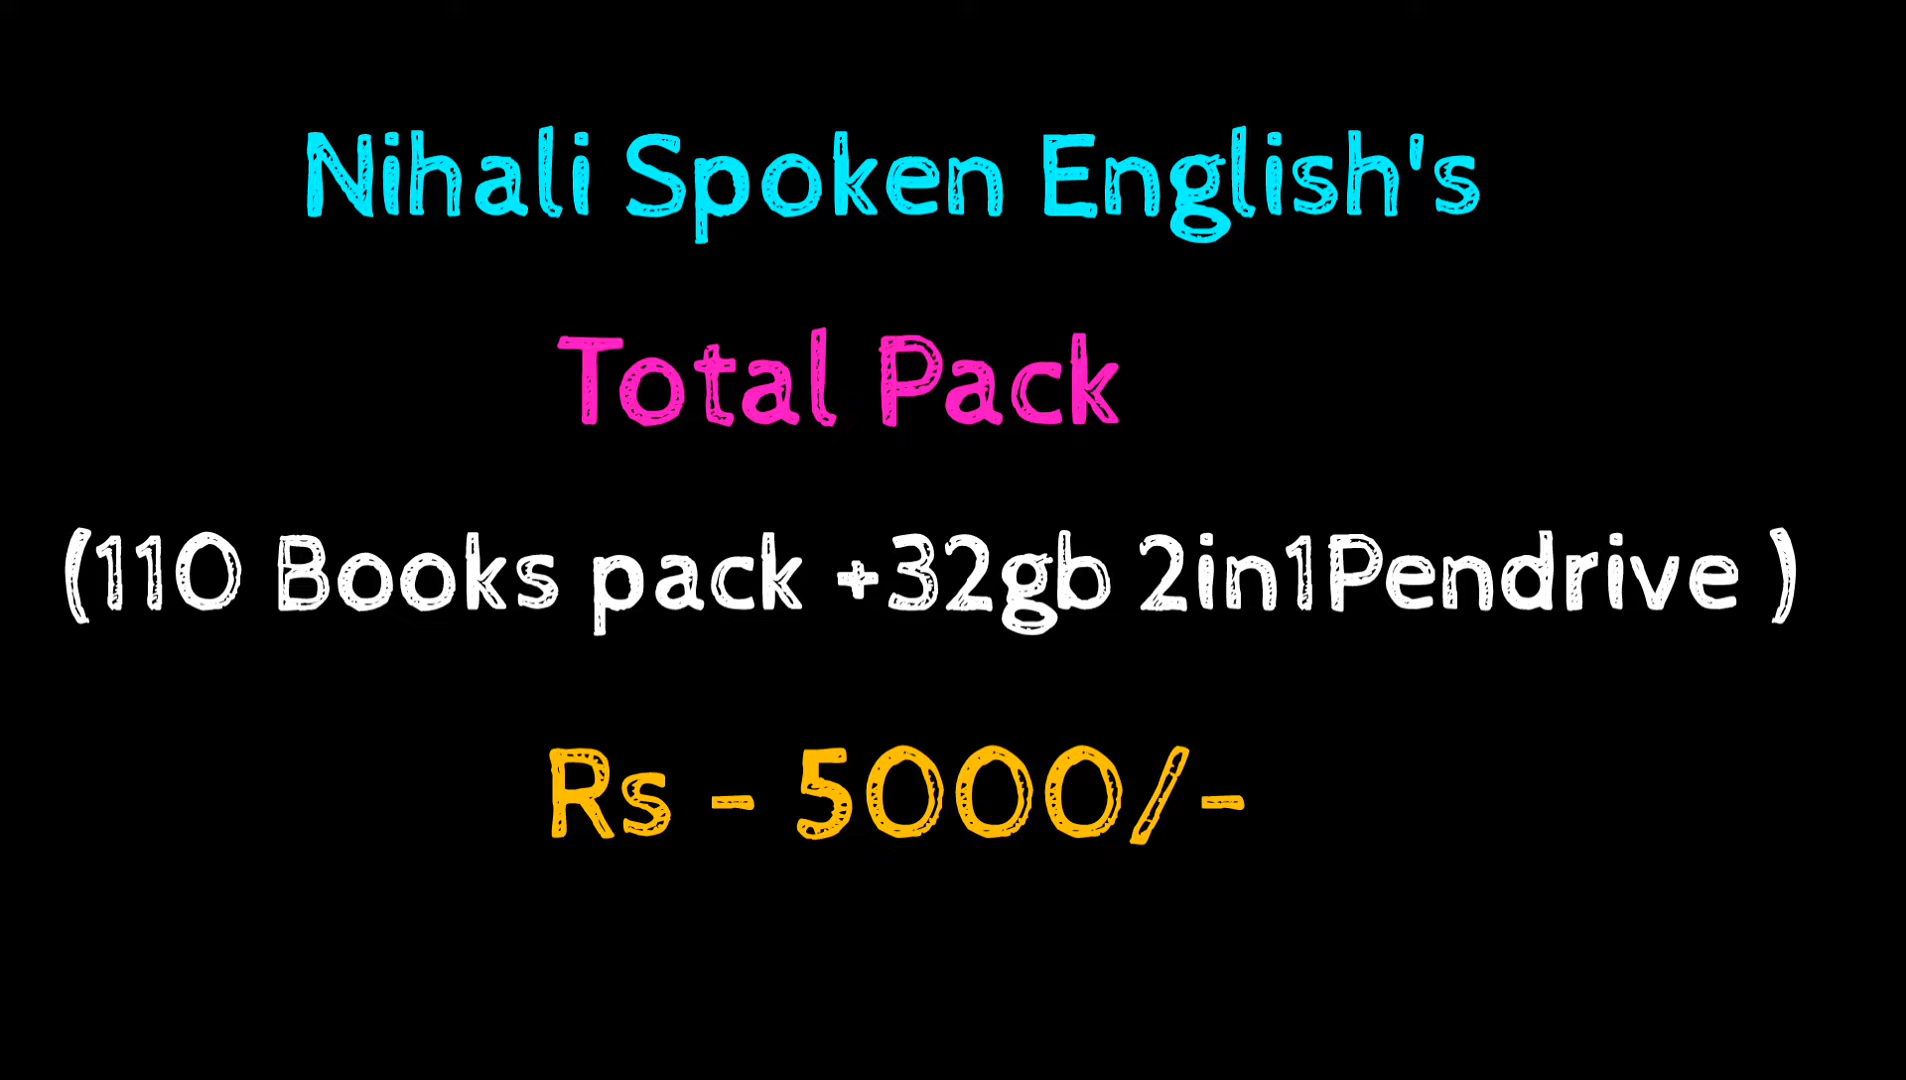 Nihali Spoken English's
Total Pack
(110 Books pack +32gb 2in1Pendrive )
Rs - 5000/-